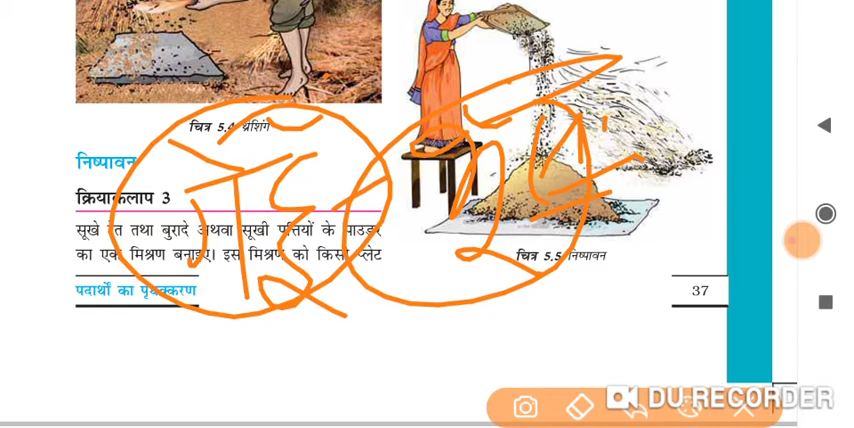 चित्र 5.4 थ्रेशिंग
निष्पावन
क्रियाकलाप 3
सूखे रेत तथा बुरादे अथवा सूखी पत्तियों के पाउडर
का एक मिश्रण बनाइए। इस मिश्रण को किसी प्लेट
चित्र 5.5 निष्पावन
पदार्थों का पृथक्करण
37
DU RECORDER